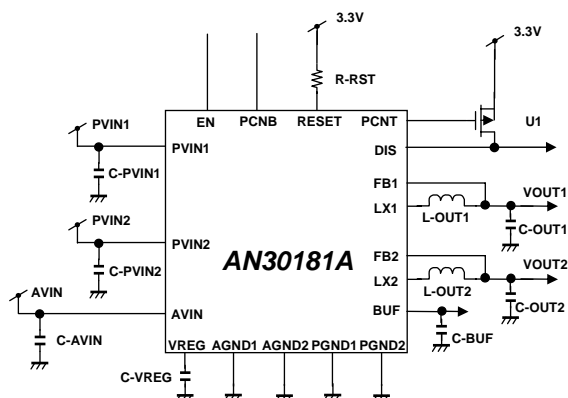 3.3V
3.3V
R-RST
U1
EN
PCNB
RESET
PCNT
PVIN1
PVIN1
DIS
C-PVIN1
FB1
VOUT1
LX1
L-OUT1
C-OUT1
PVIN2
PVIN2
AN30181A
FB2
VOUT2
C-PVIN2
LX2
L-OUT2
C-OUT2
AVIN
AVIN
BUF
C-AVIN
C-BUF
VREG
AGND1
AGND2
PGND1
PGND2
C-VREG